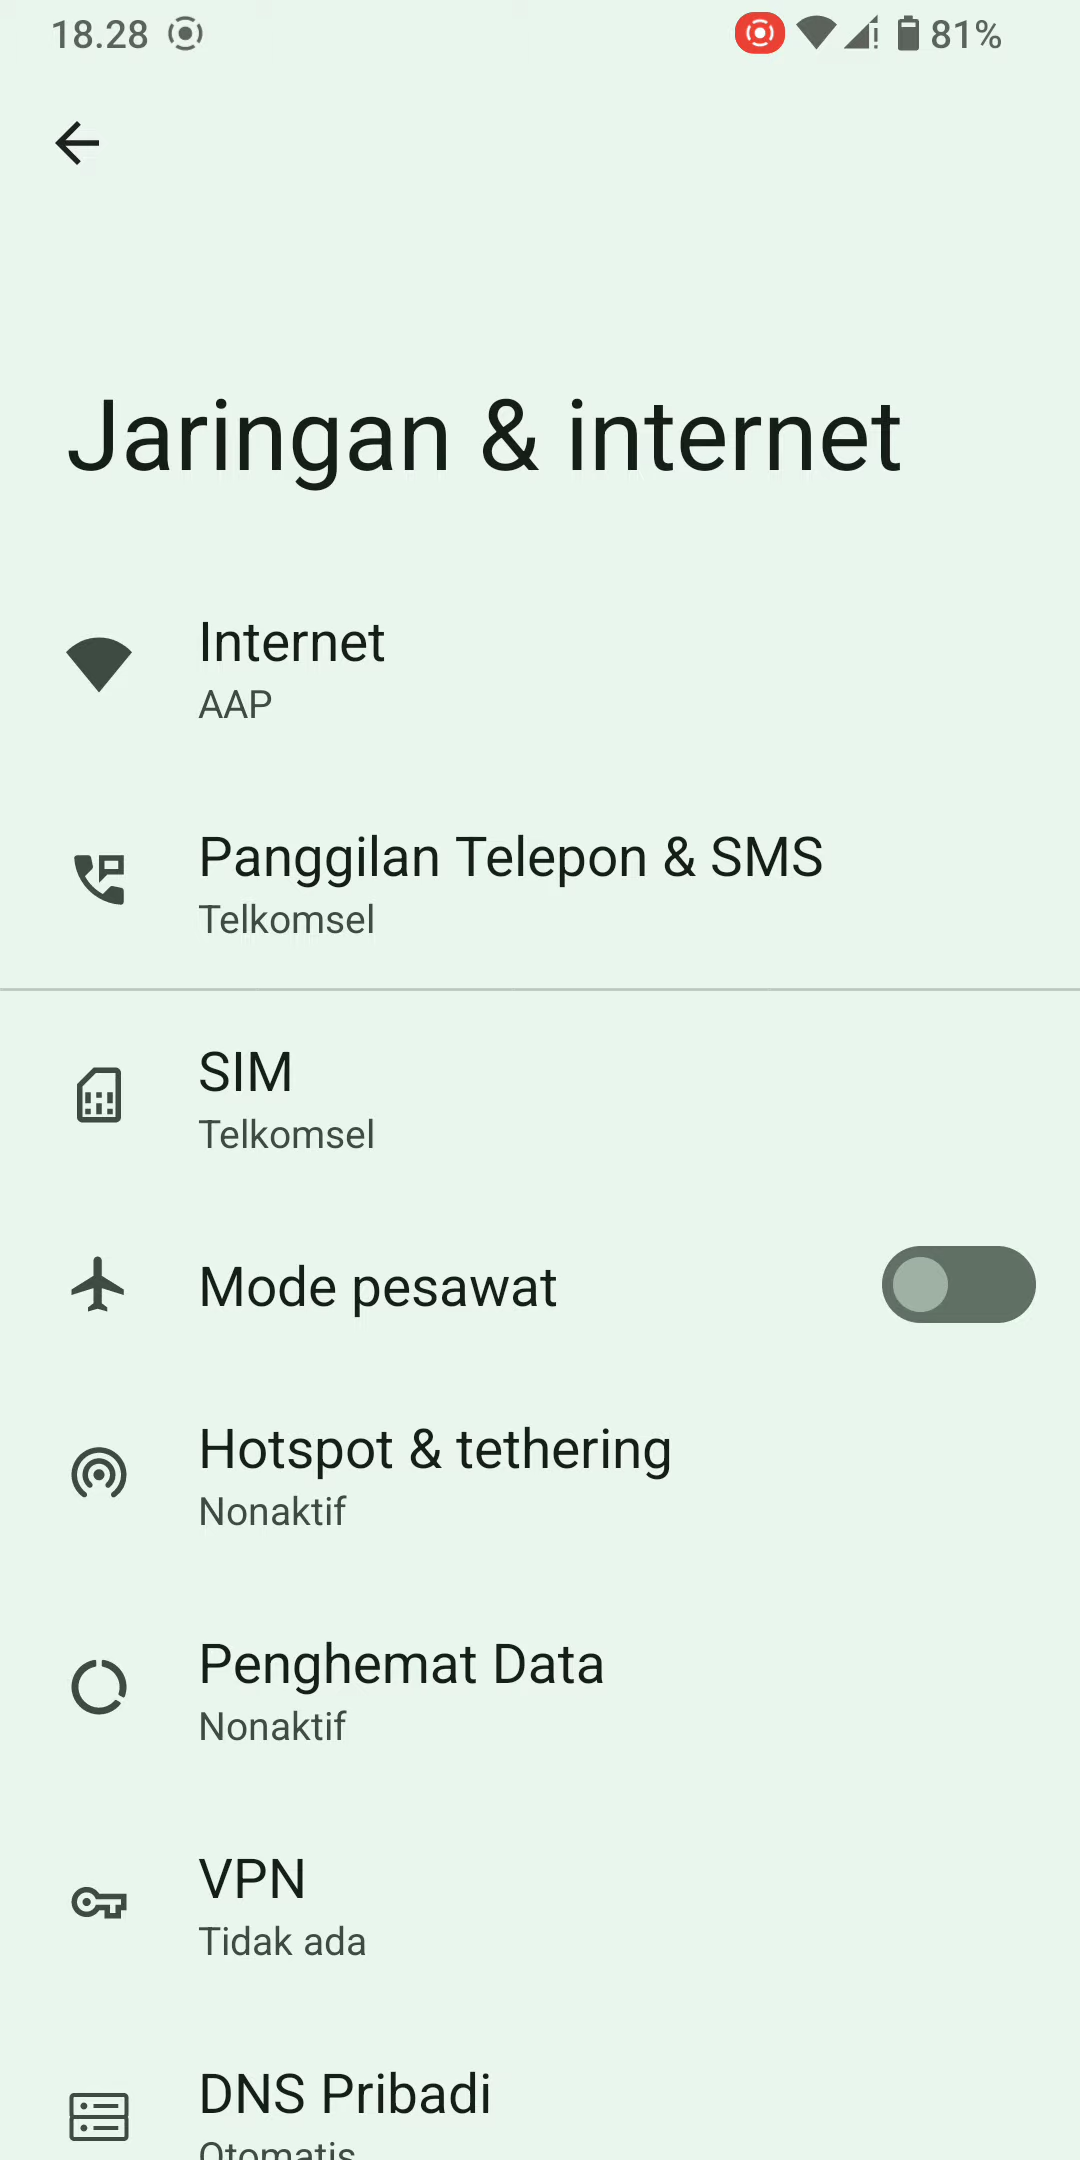 18.28
81%
Jaringan & internet
Internet
AAP
Panggilan Telepon & SMS
Telkomsel
SIM
Telkomsel
Mode pesawat
Hotspot & tethering
Nonaktif
Penghemat Data
Nonaktif
VPN
Tidak ada
DNS Pribadi
Otomatis